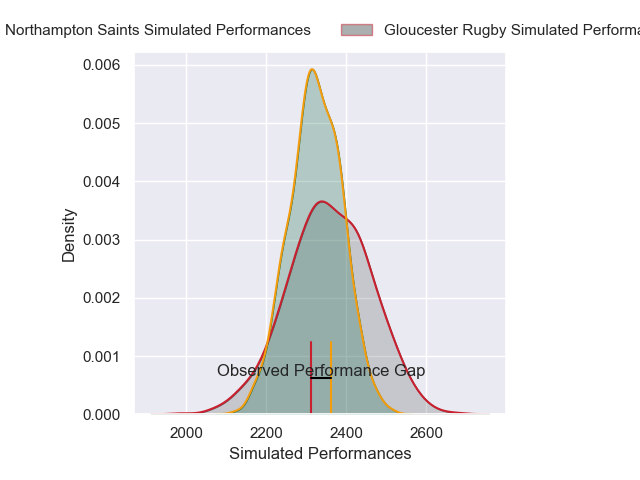 Northampton Saints Simulated Performances
Gloucester Rugby Simulated
0.006
0.005
0.004
0.003
0.002
0.001
0.000
Density
Observed Performance Gap
2000 2200 2400 2600
Simulated Performances